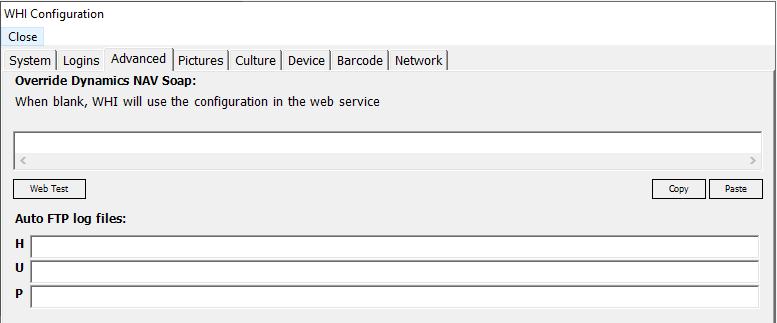 WHI Configuration
Close
System Logins Advanced Pictures Culture Device Barcode Network
Override Dynamics NAV Soap:
When blank, WHI will use the configuration in the web service
Web Test Copy Paste
Auto FTP log files:
H
U
P